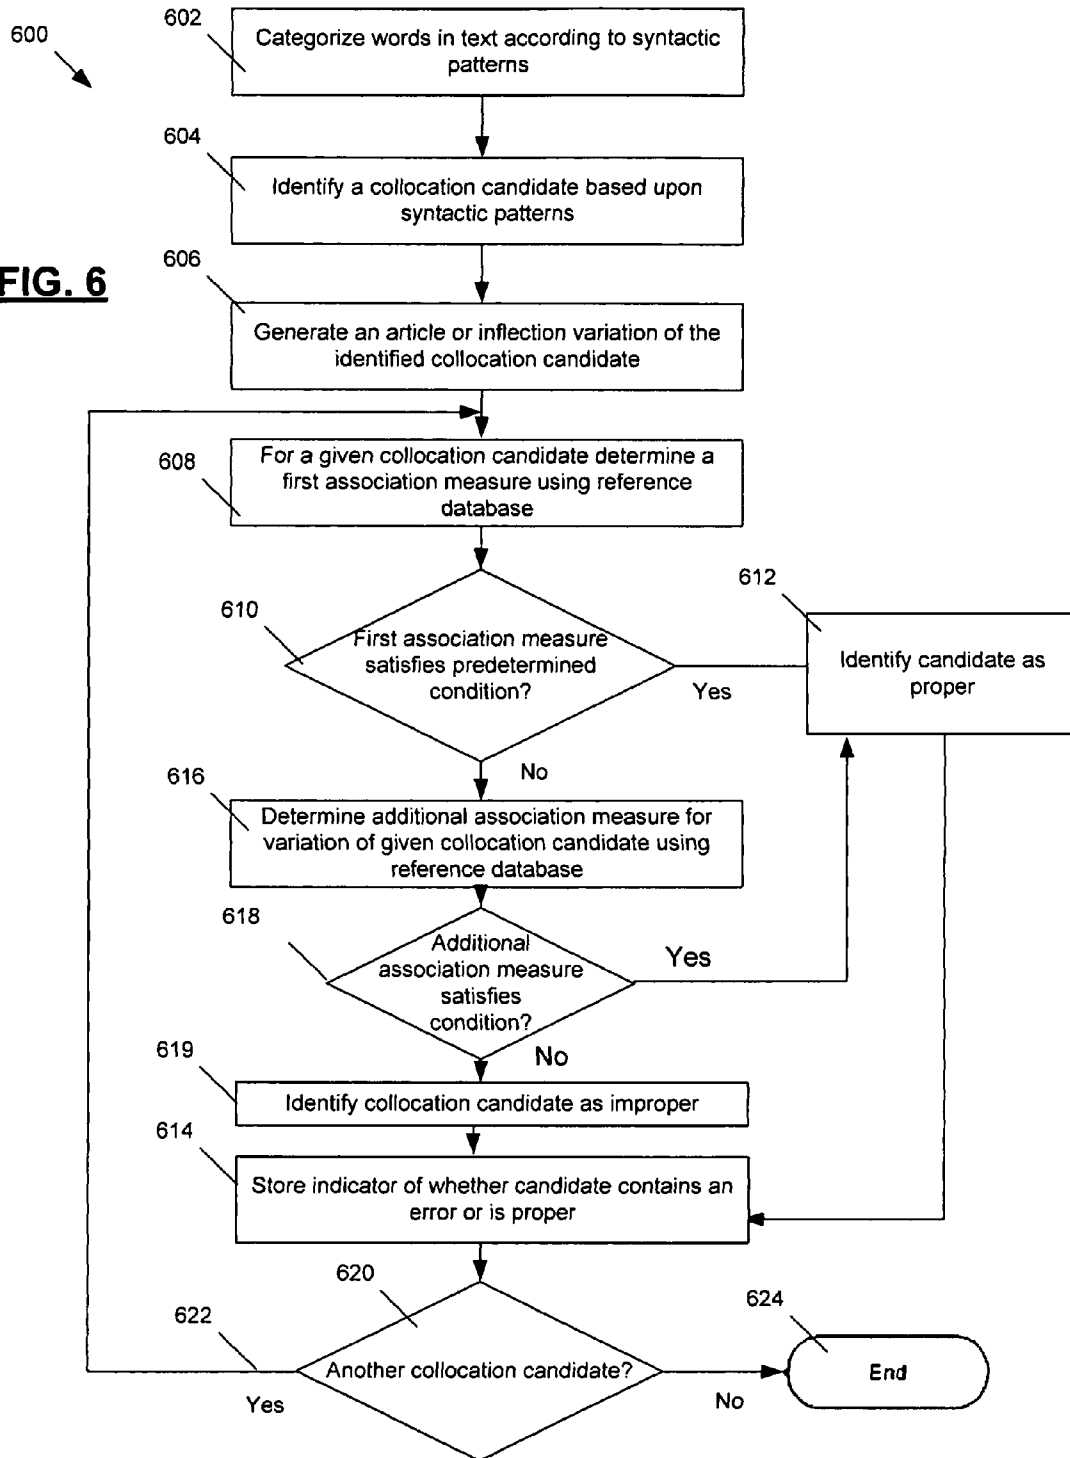 600
602
Categorize words in text according to syntactic
patterns
604
Identify a collocation candidate based upon
syntactic patterns
FIG. 6
606
Generate an article or inflection variation of the
identified collocation candidate
608
For a given collocation candidate determine a
first association measure using reference
database
610
First association measure
satisfies predetermined
condition?
Yes
612
Identify candidate as
proper
No
616
Determine additional association measure for
variation of given collocation candidate using
reference database
618
Additional
association measure
satisfies
condition?
Yes
No
619
Identify collocation candidate as improper
614
Store indicator of whether candidate contains an
error or is proper
620
622
Another collocation candidate?
Yes
No
624
End